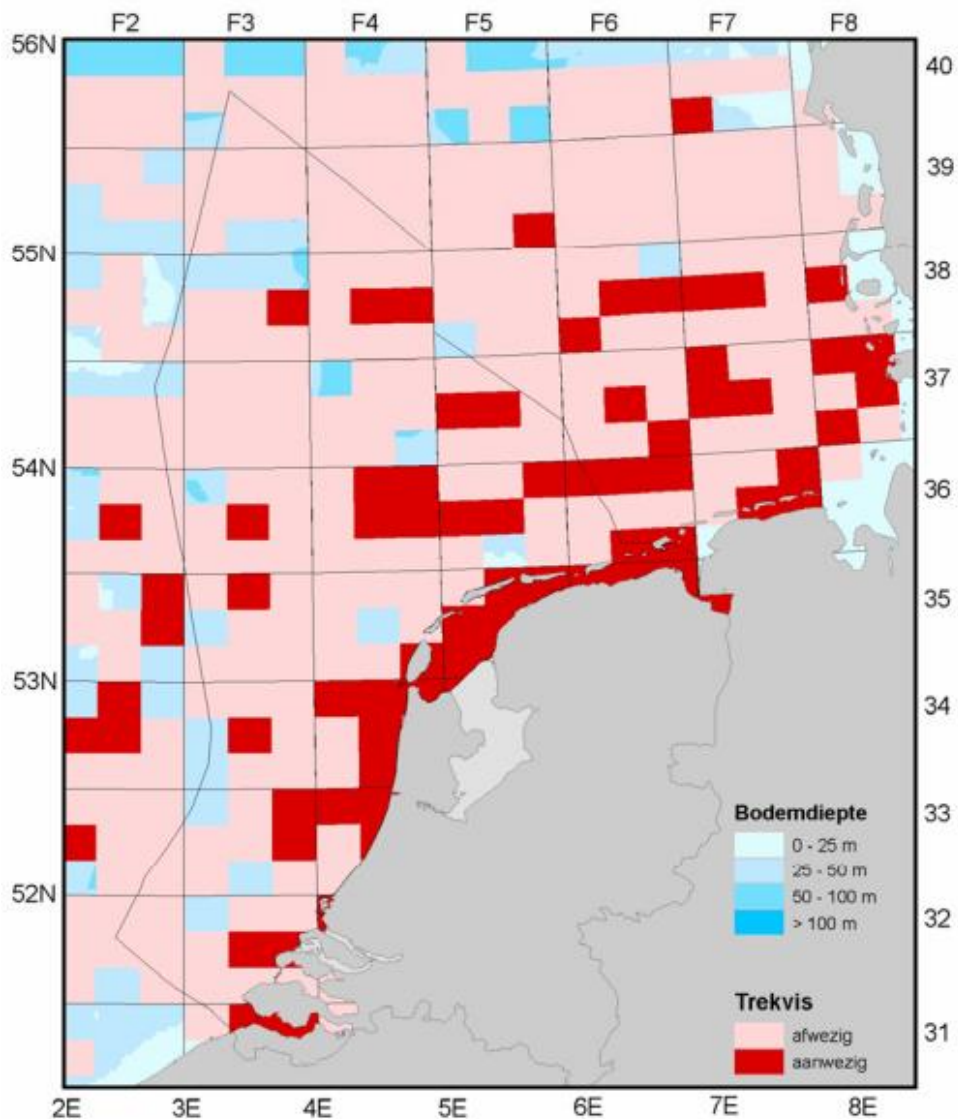 F2 F3 F4 F5 F6 F7 F8
56N 40
39
55N
38
37
54N
36
35
53N
34
33
Bodemdiepte
0 - 25 m
25 - 50 m
50 - 100 m
> 100 m
52N
32
Trekvis
afwezig
aanwezig
31
2E 3E 4E 5E 6E 7E 8E